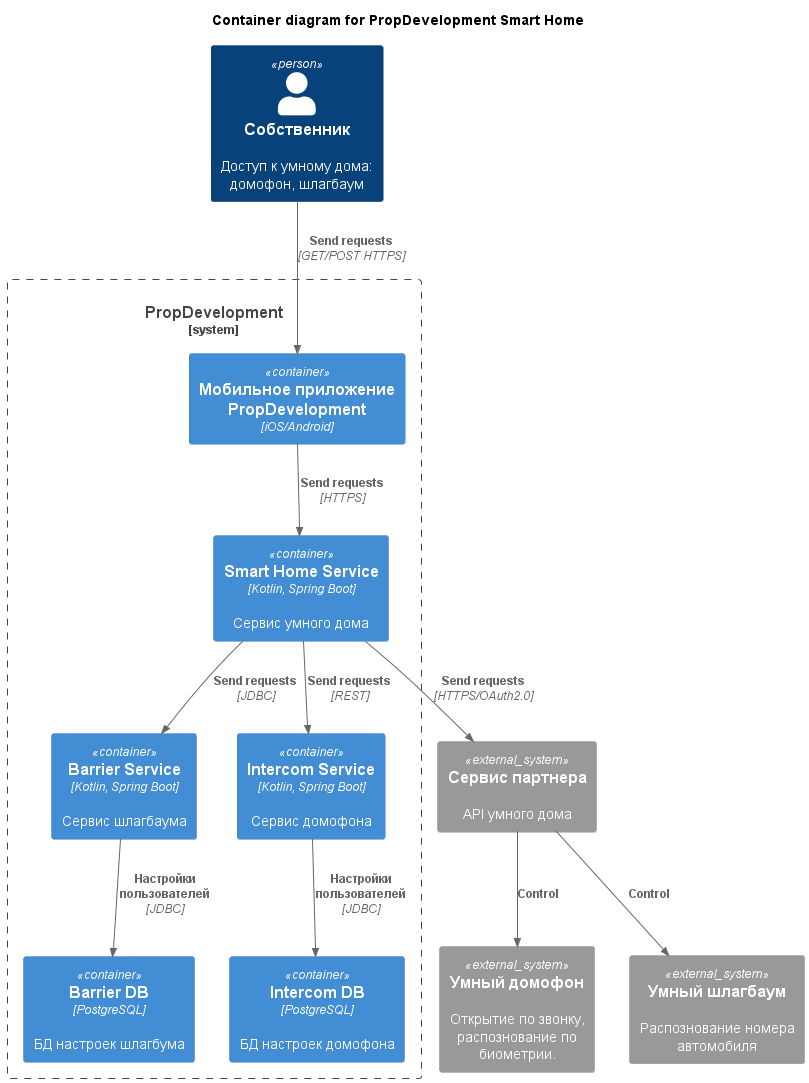 Container diagram for PropDevelopment Smart Home
«person»
Собственник
Доступ к умному дома:
домофон, шлагбаум
Send requests
[GET/POST HTTPS]
PropDevelopment
[system]
«container»
Мобильное приложение
PropDevelopment
[iOS/Android]
Send requests
[HTTPS]
«container»
Smart Home Service
[Kotlin, Spring Boot]
Сервис умного дома
Send requests
[JDBC]
Send requests
[REST]
Send requests
[HTTPS/OAuth2.0]
«container»
Barrier Service
[Kotlin, Spring Boot]
Сервис шлагбаума
«container»
Intercom Service
[Kotlin, Spring Boot]
Сервис домофона
«external_system»
Сервис партнера
API умного дома
Настройки
пользователей
[JDBC]
Настройки
пользователей
[JDBC]
Control
Control
«container»
Barrier DB
[PostgreSQL]
БД настроек шлагбума
«container»
Intercom DB
[PostgreSQL]
БД настроек домофона
«external_system»
Умный домофон
Открытие по звонку,
распознование по
биометрии.
«external_system»
Умный шлагбаум
Распознование номера
автомобиля